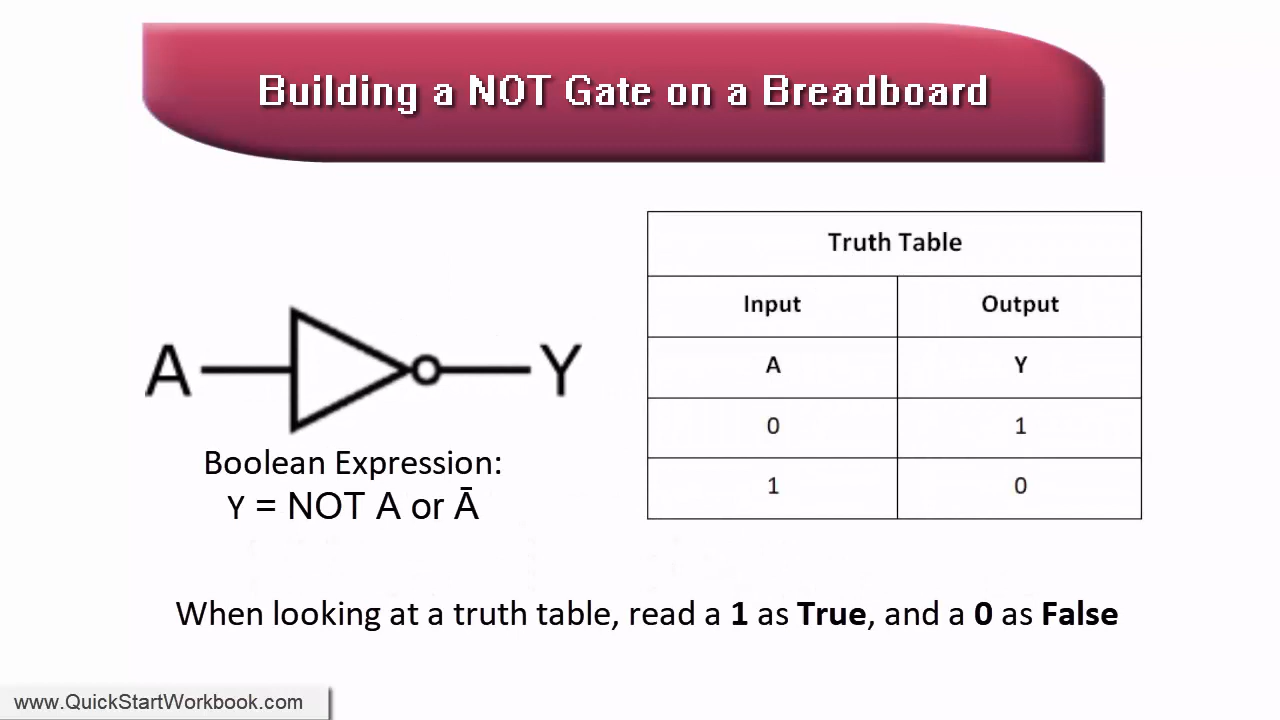 Building a NOT Gate on a Breadboard
Truth Table
Input Output
A Y
0 1
1 0
A Y
Boolean Expression:
Y = NOT A or Ā
When looking at a truth table, read a 1 as True, and a 0 as False
www.QuickStartWorkbook.com